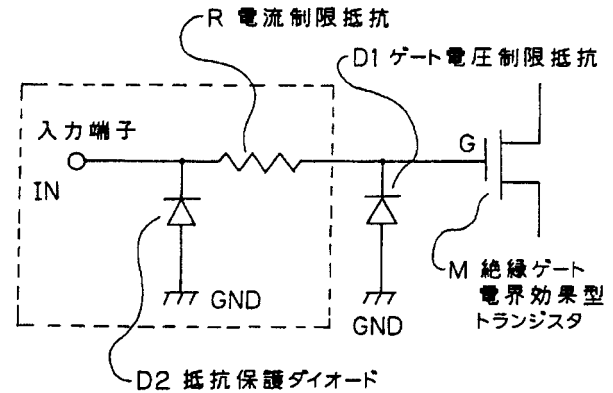 R 電流制限抵抗
D1 ゲート電圧制限抵抗
入力端子
IN
G
GND
GND
M 絶縁ゲート
電界効果型
トランジスタ
D2 抵抗保護ダイオード